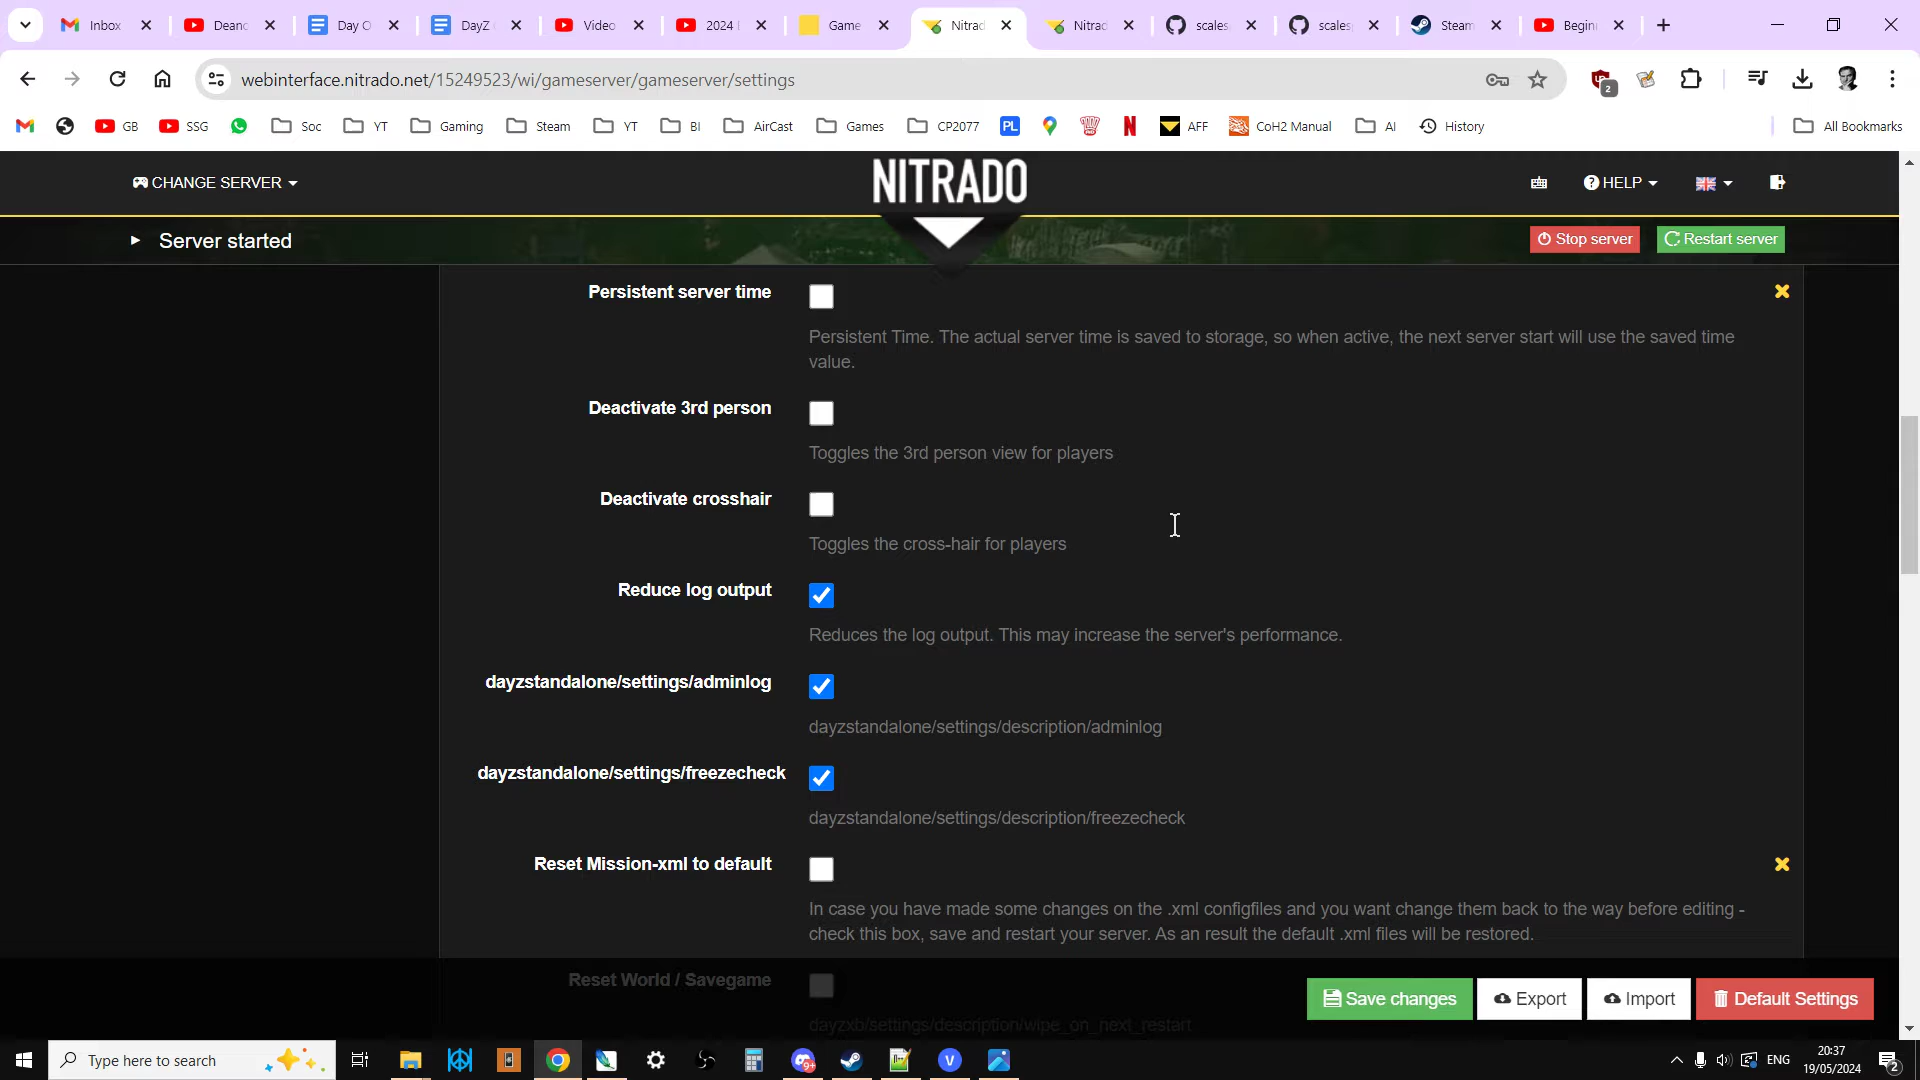 Inbox
Deanc
Day O
DayZ
Video
2024
Game
Nitrad
Nitrad
scales
scales
Steam
Begin
webinterface.nitrado.net/15249523/wi/gameserver/gameserver/settings
2
GB
SSG
Soc
YT
Gaming
Steam
YT
BI
AirCast
Games
CP2077
PL
N
AFF
CoH2 Manual
AI
History
All Bookmarks
CHANGE SERVER
NITRADO
HELP
Server started
Stop server
Restart server
Persistent server time
Persistent Time. The actual server time is saved to storage, so when active, the next server start will use the saved time
value.
Deactivate 3rd person
Toggles the 3rd person view for players
Deactivate crosshair
Toggles the cross-hair for players
Reduce log output
Reduces the log output. This may increase the server's performance.
dayzstandalone/settings/adminlog
dayzstandalone/settings/description/adminlog
dayzstandalone/settings/freezecheck
dayzstandalone/settings/description/freezecheck
Reset Mission-xml to default
In case you have made some changes on the .xml configfiles and you want change them back to the way before editing -
check this box, save and restart your server. As an result the default .xml files will be restored.
Reset World / Savegame
dayzxb/settings/description/wipe_on_next_restart
Save changes
Export
Import
Default Settings
Type here to search
9+
V
ENG
20:37
19/05/2024
2